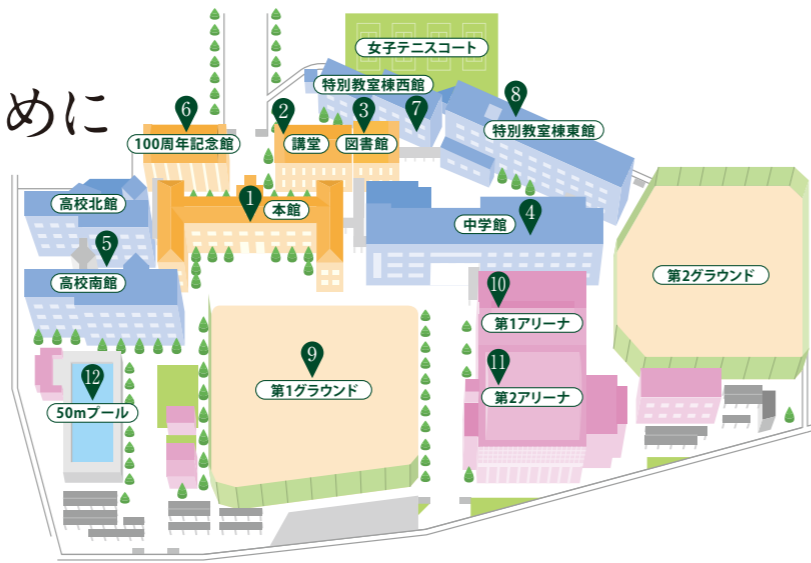 めに
女子テニスコート
特別教室棟西館
8
6
2
3
7
特別教室棟東館
100周年記念館
講堂
図書館
高校北館
1
本館
4
中学館
5
高校南館
第2グラウンド
10
第1アリーナ
9
第1グラウンド
11
第2アリーナ
12
50mプール